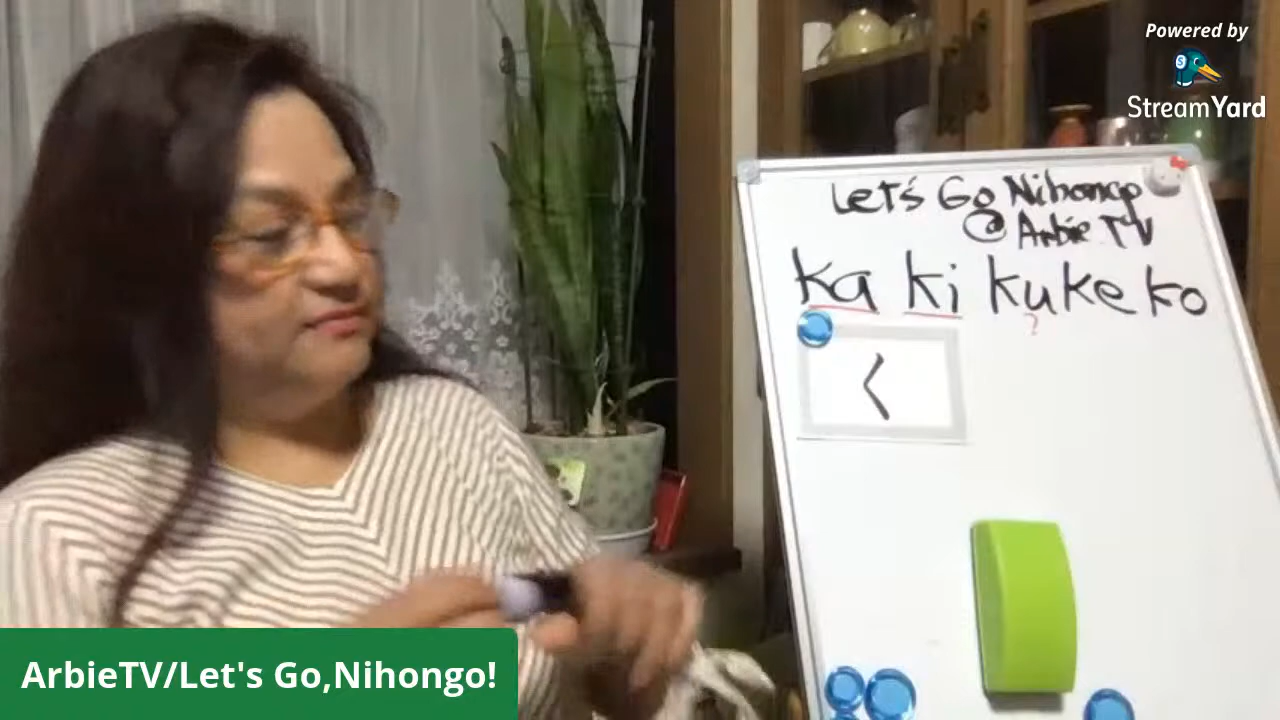 Powered by
StreamYard
Let's Go Nihongo
@ Arbie TV
ka ki ku ke ko
?
く
ArbieTV/Let's Go,Nihongo!